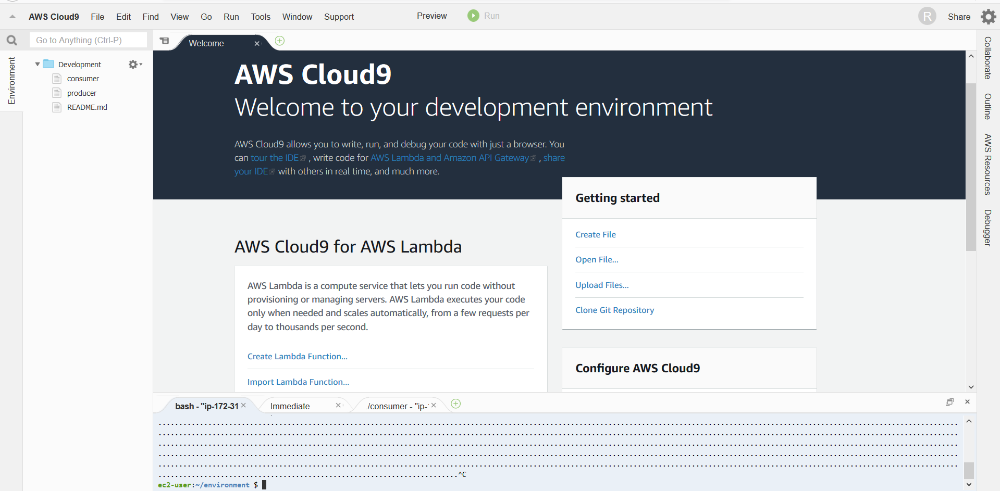 AWS Cloud9 File Edit Find View Go Run Tools Window Support Preview Run R Share
Go to Anything (Ctrl-P)
Welcome
Environment
Development
consumer
producer
README.md
AWS Cloud9
Welcome to your development environment
AWS Cloud9 allows you to write, run, and debug your code with just a browser. You
can tour the IDE , write code for AWS Lambda and Amazon API Gateway , share
your IDE with others in real time, and much more.
Getting started
Create File
Open File...
Upload Files...
Clone Git Repository
AWS Cloud9 for AWS Lambda
AWS Lambda is a compute service that lets you run code without
provisioning or managing servers. AWS Lambda executes your code
only when needed and scales automatically, from a few requests per
day to thousands per second.
Create Lambda Function...
Import Lambda Function...
Configure AWS Cloud9
Collaborate
Outline
AWS Resources
Debugger
bash - "ip-172-31
Immediate
./consumer - "ip-
^C
ec2-user:~/environment $